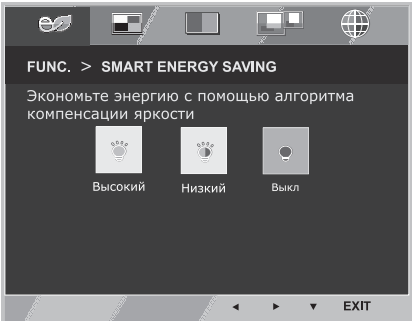 FUNC. > SMART ENERGY SAVING
Экономьте энергию с помощью алгоритма
компенсации яркости
Высокий Низкий Выкл
EXIT